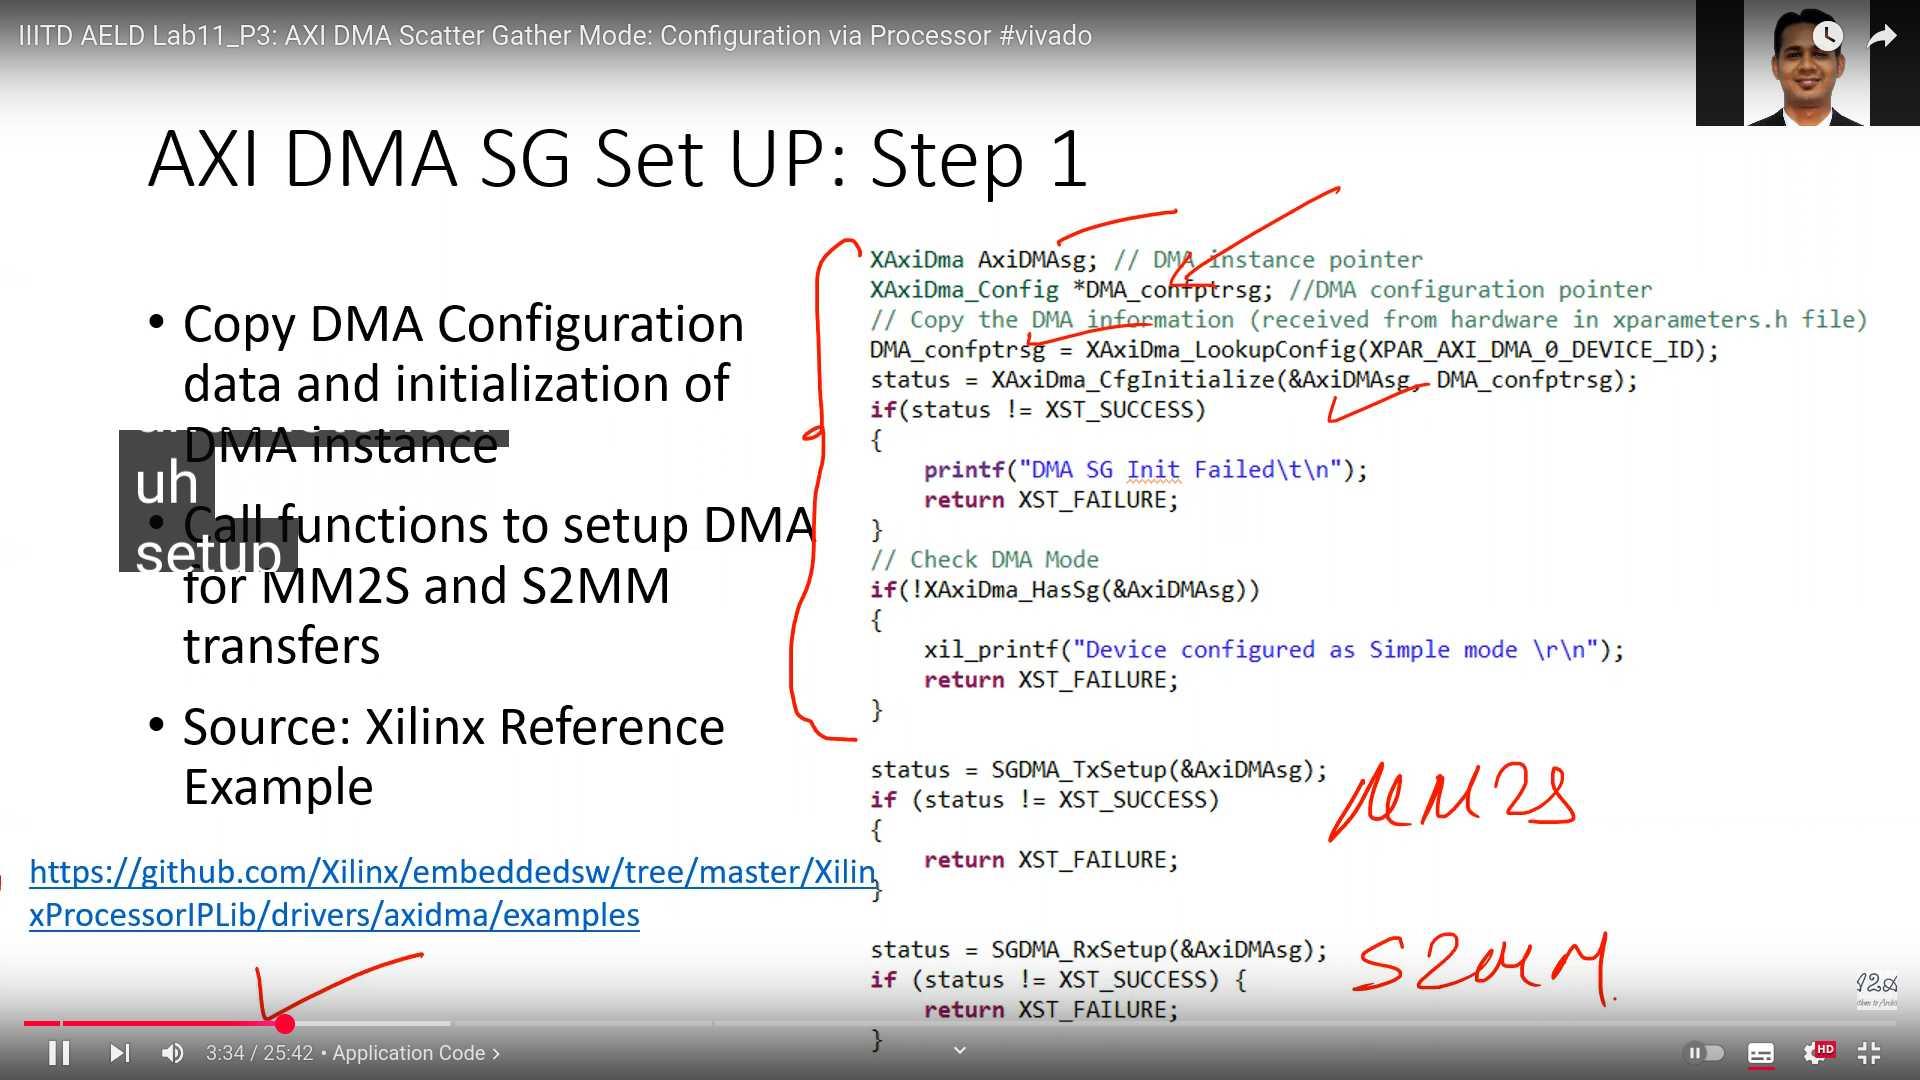 IIITD AELD Lab11_P3: AXI DMA Scatter Gather Mode: Configuration via Processor #vivado
AXI DMA SG Set UP: Step 1
• Copy DMA Configuration
data and initialization of
DMA instance
uh
setup
• Call functions to setup DMA
for MM2S and S2MM
transfers
• Source: Xilinx Reference
Example
https://github.com/Xilinx/embeddedsw/tree/master/Xilin
xProcessorIPLib/drivers/axidma/examples
XAxiDma AxiDMAsg; // DMA instance pointer
XAxiDma_Config *DMA_confptrsg; //DMA configuration pointer
// Copy the DMA information (received from hardware in xparameters.h file)
DMA_confptrsg = XAxiDma_LookupConfig(XPAR_AXI_DMA_0_DEVICE_ID);
status = XAxiDma_CfgInitialize(&AxiDMAsg, DMA_confptrsg);
if(status != XST_SUCCESS)
{
printf("DMA SG Init Failed\t\n");
return XST_FAILURE;
}
// Check DMA Mode
if(!XAxiDma_HasSg(&AxiDMAsg))
{
xil_printf("Device configured as Simple mode \r\n");
return XST_FAILURE;
}
status = SGDMA_TxSetup(&AxiDMAsg);
if (status != XST_SUCCESS)
{
return XST_FAILURE;
}
MM2S
status = SGDMA_RxSetup(&AxiDMAsg);
if (status != XST_SUCCESS) {
return XST_FAILURE;
}
S2MM
3:34 / 25:42 • Application Code ›
HD